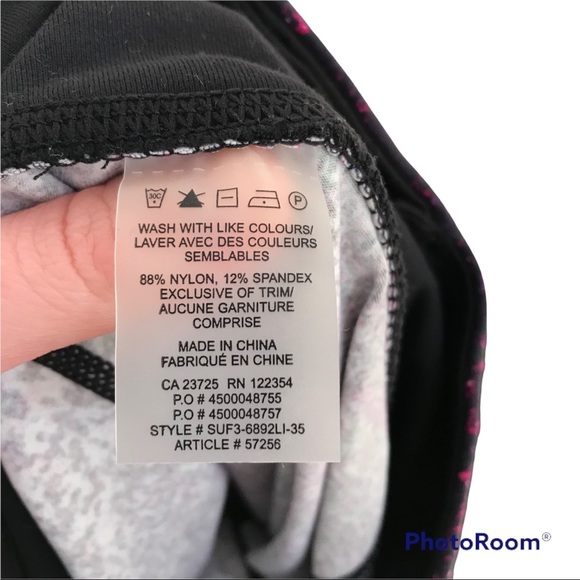 30C
P
WASH WITH LIKE COLOURS/
LAVER AVEC DES COULEURS
SEMBLABLES
88% NYLON, 12% SPANDEX
EXCLUSIVE OF TRIM/
AUCUNE GARNITURE
COMPRISE
MADE IN CHINA
FABRIQUÉ EN CHINE
CA 23725 RN 122354
P.O # 4500048755
P.O # 4500048757
STYLE # SUF3-6892LI-35
ARTICLE # 57256
PhotoRoom®